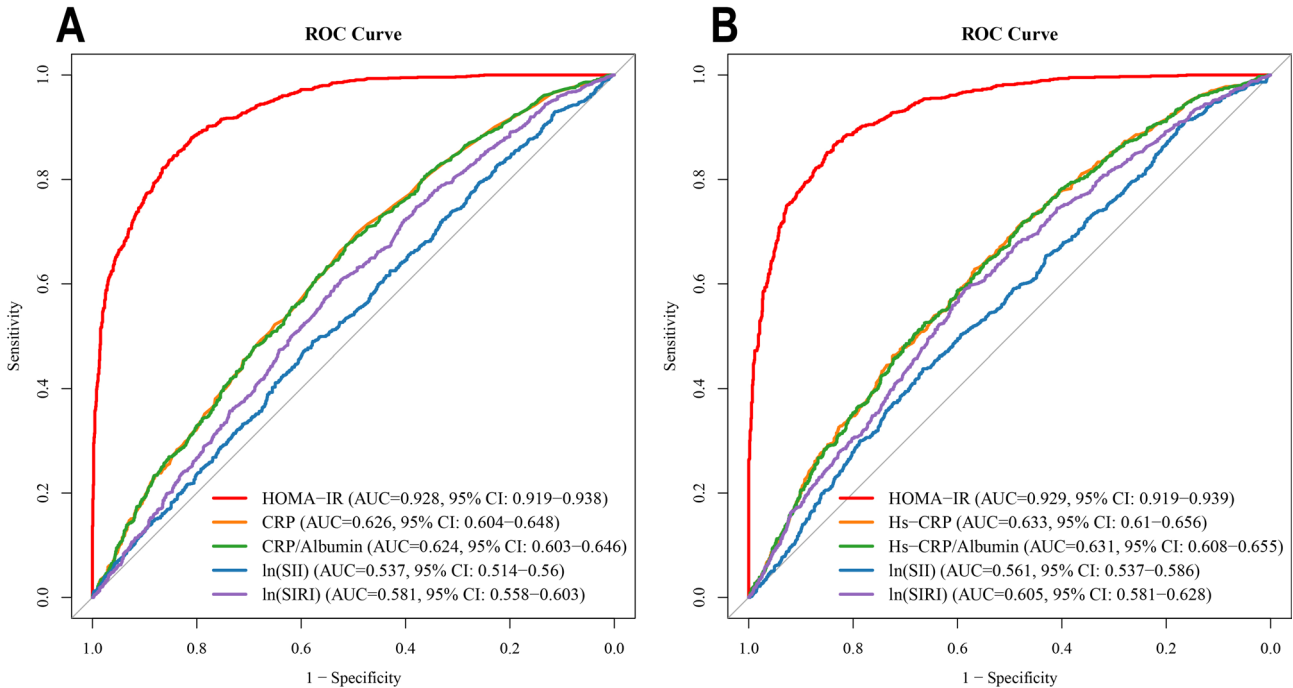 A
ROC Curve
Sensitivity
1.0
0.8
0.6
0.4
0.2
0.0
HOMA−IR (AUC=0.928, 95% CI: 0.919−0.938)
CRP (AUC=0.626, 95% CI: 0.604−0.648)
CRP/Albumin (AUC=0.624, 95% CI: 0.603−0.646)
ln(SII) (AUC=0.537, 95% CI: 0.514−0.56)
ln(SIRI) (AUC=0.581, 95% CI: 0.558−0.603)
1.0 0.8 0.6 0.4 0.2 0.0
1 − Specificity
B
ROC Curve
Sensitivity
1.0
0.8
0.6
0.4
0.2
0.0
HOMA−IR (AUC=0.929, 95% CI: 0.919−0.939)
Hs−CRP (AUC=0.633, 95% CI: 0.61−0.656)
Hs−CRP/Albumin (AUC=0.631, 95% CI: 0.608−0.655)
ln(SII) (AUC=0.561, 95% CI: 0.537−0.586)
ln(SIRI) (AUC=0.605, 95% CI: 0.581−0.628)
1.0 0.8 0.6 0.4 0.2 0.0
1 − Specificity